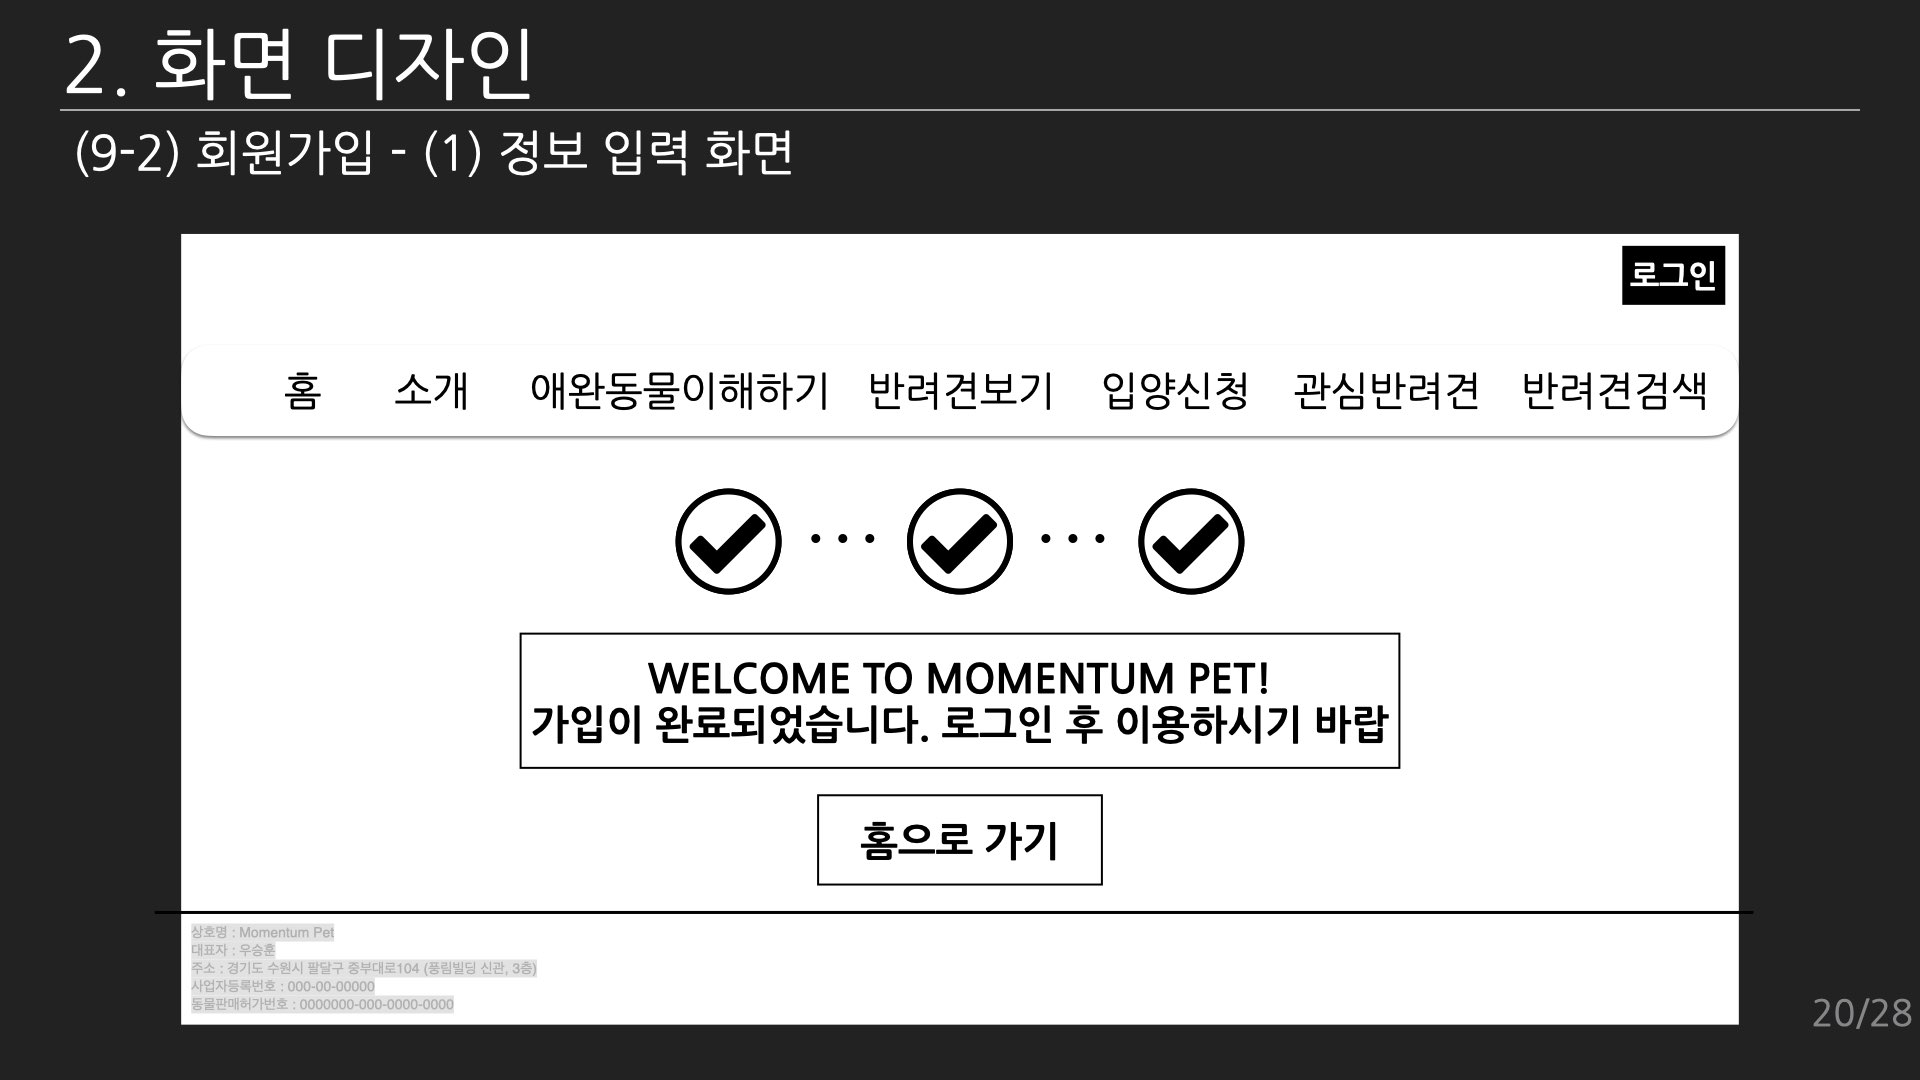 2. 화면 디자인
(9-2) 회원가입 - (1) 정보 입력 화면
로그인
홈 소개 애완동물이해하기 반려견보기 입양신청 관심반려견 반려견검색
WELCOME TO MOMENTUM PET!
가입이 완료되었습니다. 로그인 후 이용하시기 바랍
홈으로 가기
상호명 : Momentum Pet
대표자 : 우승훈
주소 : 경기도 수원시 팔달구 중부대로104 (풍림빌딩 신관, 3층)
사업자등록번호 : 000-00-00000
동물판매허가번호 : 0000000-000-0000-0000
20/28